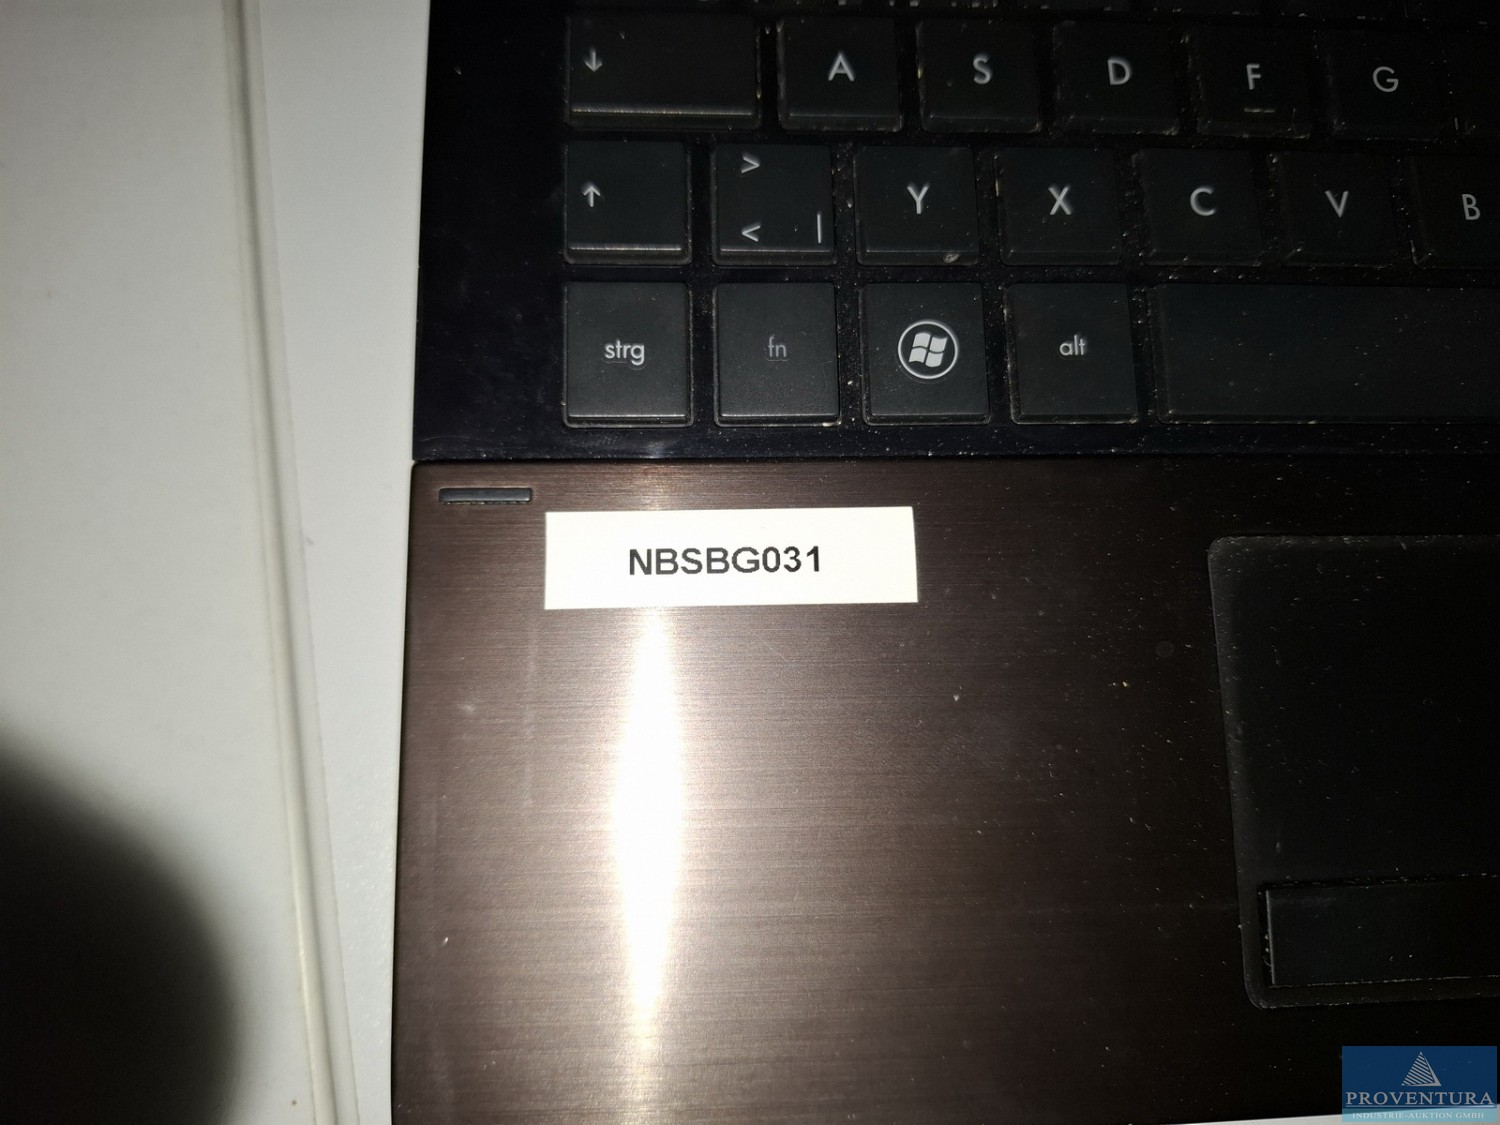 ↓ A S D F G
↑ > < | Y X C V B
strg fn alt
NBSBG031
PROVENTURA
INDUSTRIE-AUKTION GMBH